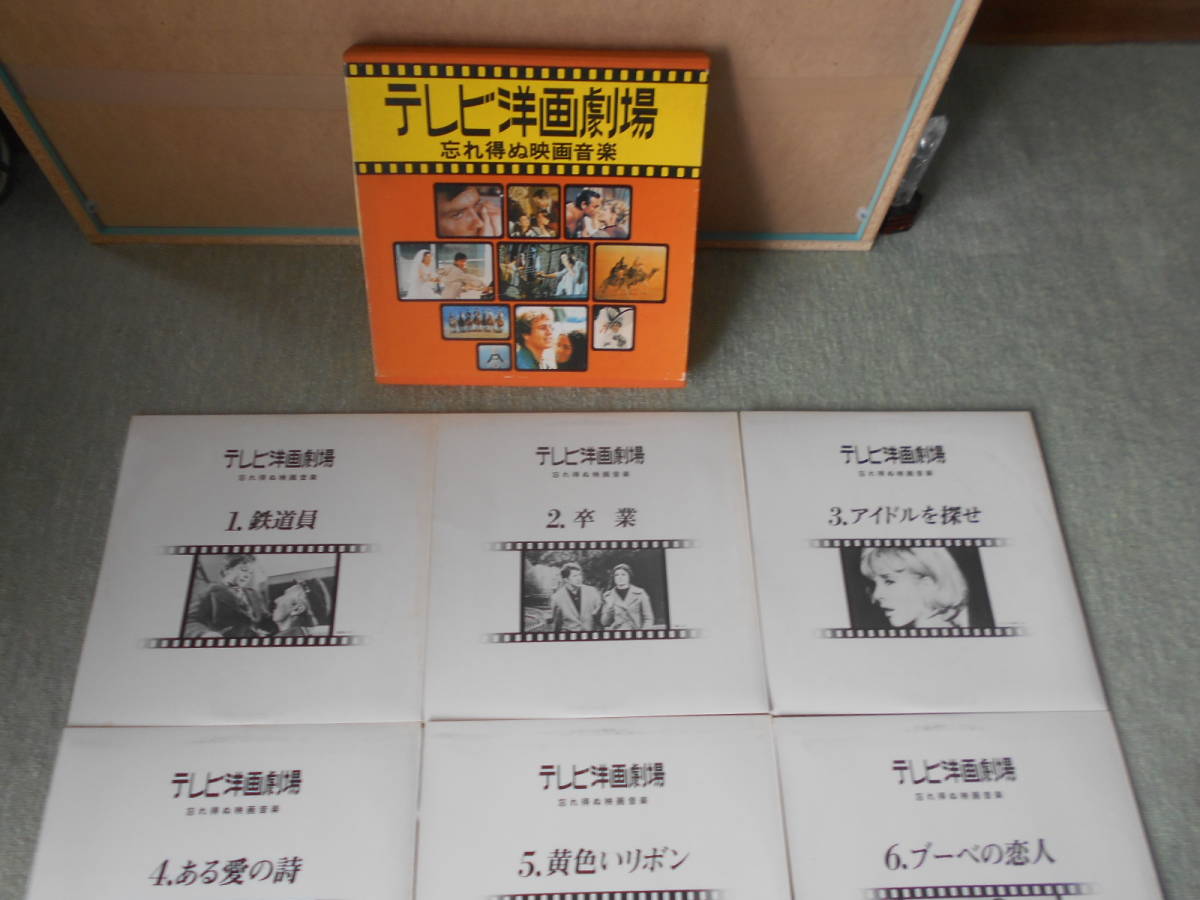 テレビ洋画劇場
忘れ得ぬ映画音楽
テレビ洋画劇場
忘れ得ぬ映画音楽
1.鉄道員
テレビ洋画劇場
忘れ得ぬ映画音楽
2.卒業
テレビ洋画劇場
忘れ得ぬ映画音楽
3.アイドルを探せ
テレビ洋画劇場
忘れ得ぬ映画音楽
4.ある愛の詩
テレビ洋画劇場
忘れ得ぬ映画音楽
5.黄色いリボン
テレビ洋画劇場
忘れ得ぬ映画音楽
6.ブーベの恋人